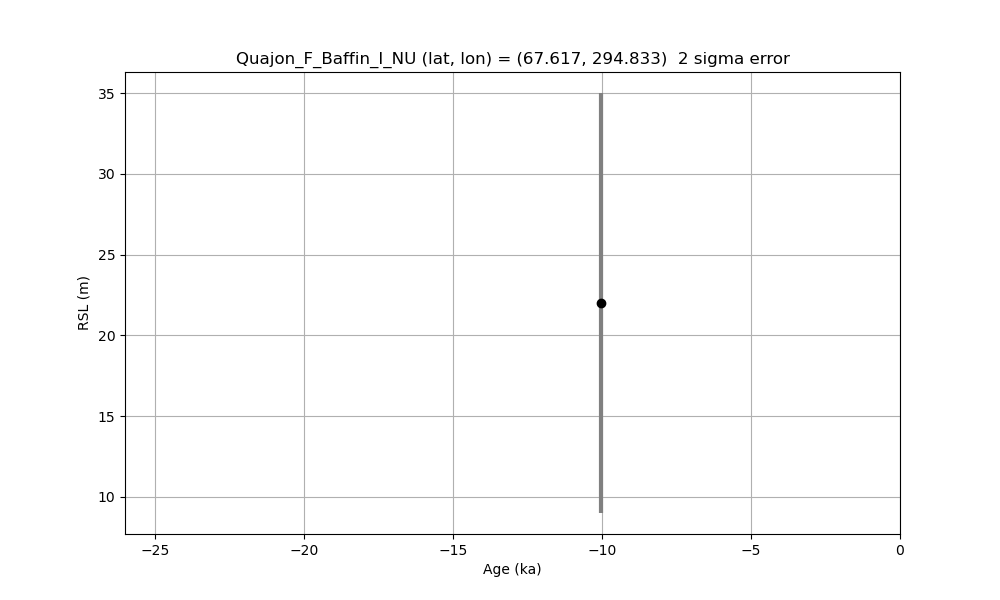 Quajon_F_Baffin_I_NU (lat, lon) = (67.617, 294.833)  2 sigma error
35
30
25
20
15
10
RSL (m)
−25 −20 −15 −10 −5 0
Age (ka)